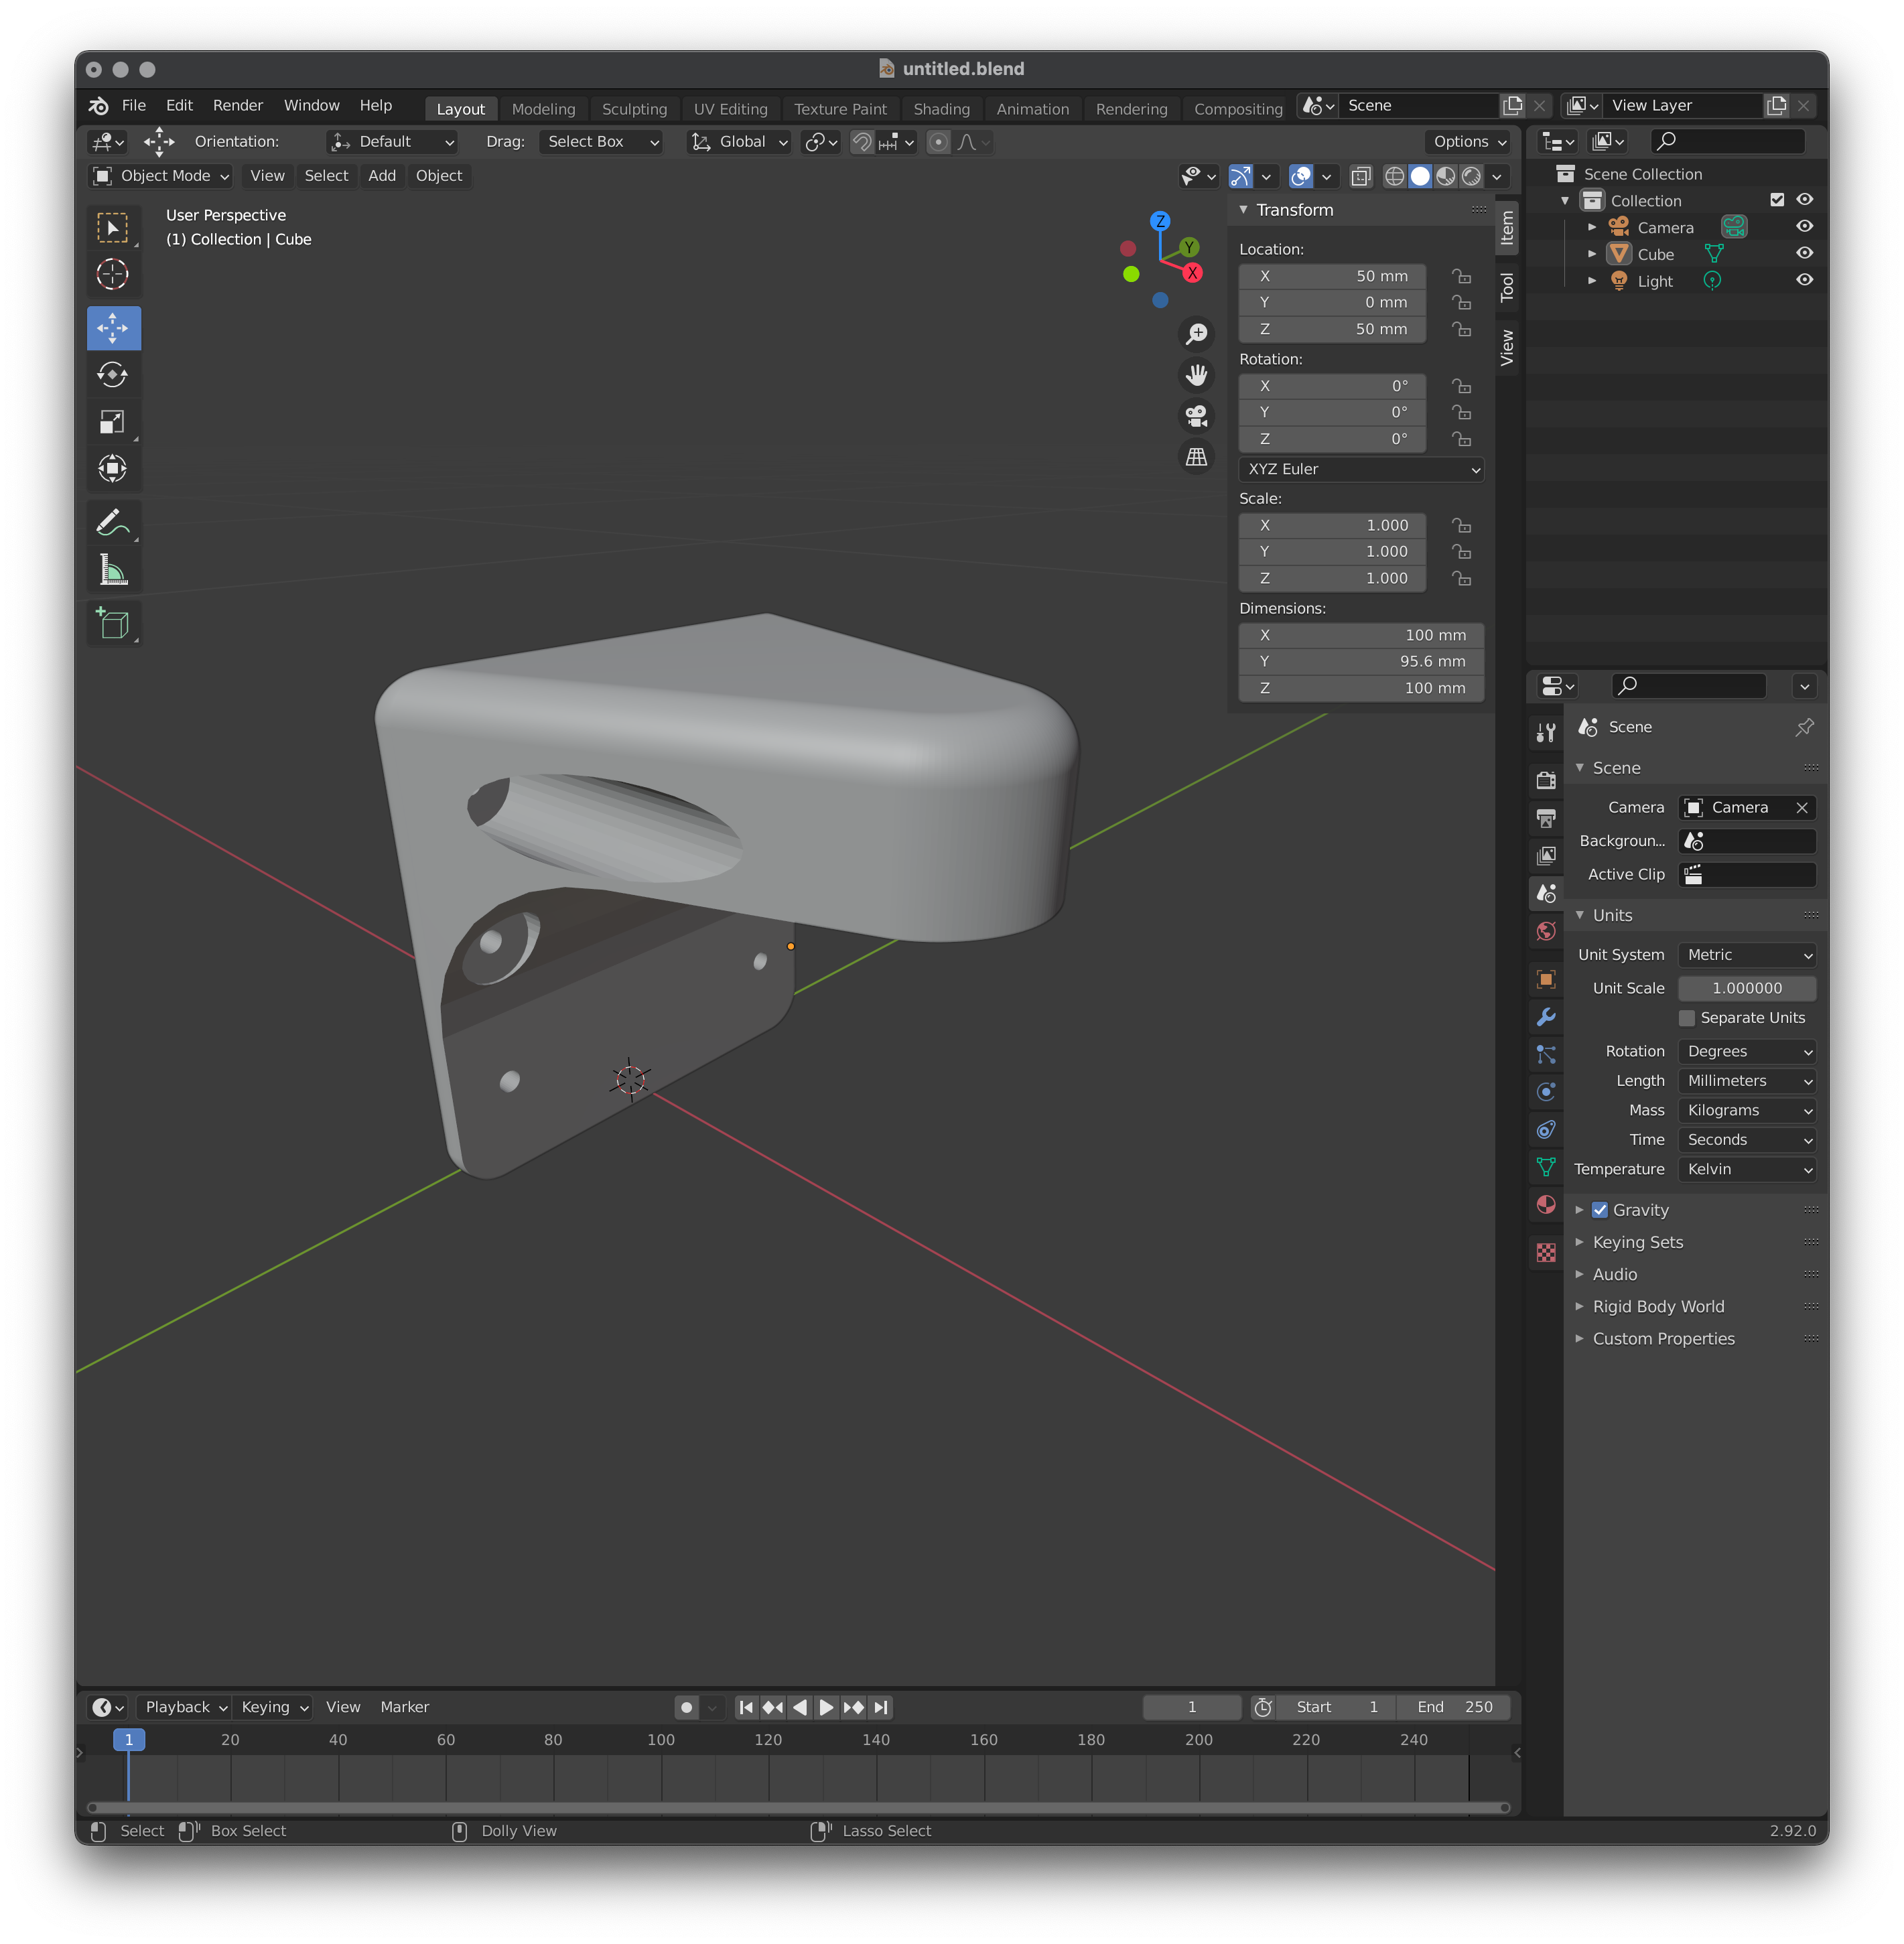 untitled.blend
File Edit Render Window Help Layout Modeling Sculpting UV Editing Texture Paint Shading Animation Rendering Compositing Scene View Layer
Orientation: Default Drag: Select Box Global Options
Object Mode View Select Add Object
User Perspective
(1) Collection | Cube
Z
Y
X
Transform
Location:
X 50 mm
Y 0 mm
Z 50 mm
Rotation:
X 0°
Y 0°
Z 0°
XYZ Euler
Scale:
X 1.000
Y 1.000
Z 1.000
Dimensions:
X 100 mm
Y 95.6 mm
Z 100 mm
Item
Tool
View
Scene Collection
Collection
Camera
Cube
Light
Scene
Scene
Camera Camera
Backgroun...
Active Clip
Units
Unit System Metric
Unit Scale 1.000000
Separate Units
Rotation Degrees
Length Millimeters
Mass Kilograms
Time Seconds
Temperature Kelvin
Gravity
Keying Sets
Audio
Rigid Body World
Custom Properties
Playback Keying View Marker 1 Start 1 End 250
1 20 40 60 80 100 120 140 160 180 200 220 240
Select Box Select Dolly View Lasso Select 2.92.0